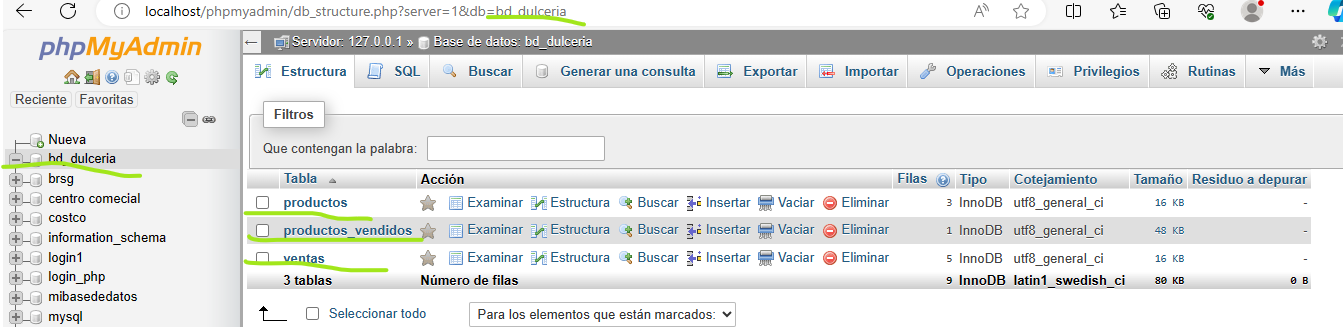 localhost/phpmyadmin/db_structure.php?server=1&db=bd_dulceria
phpMyAdmin
Reciente Favoritas
Nueva
bd_dulceria
brsg
centro comecial
costco
information_schema
login1
login_php
mibasededatos
mysql
Servidor: 127.0.0.1 » Base de datos: bd_dulceria
Estructura SQL Buscar Generar una consulta Exportar Importar Operaciones Privilegios Rutinas Más
Filtros
Que contengan la palabra:
Tabla Acción Filas Tipo Cotejamiento Tamaño Residuo a depurar
productos Examinar Estructura Buscar Insertar Vaciar Eliminar 3 InnoDB utf8_general_ci 16 KB -
productos_vendidos Examinar Estructura Buscar Insertar Vaciar Eliminar 1 InnoDB utf8_general_ci 48 KB -
ventas Examinar Estructura Buscar Insertar Vaciar Eliminar 5 InnoDB utf8_general_ci 16 KB -
3 tablas Número de filas 9 InnoDB latin1_swedish_ci 80 KB 0 B
Seleccionar todo Para los elementos que están marcados: